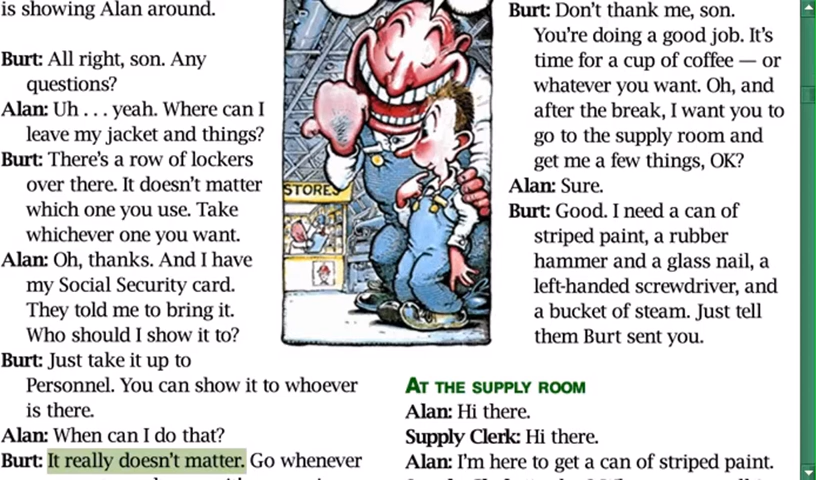 is showing Alan around.
Burt: All right, son. Any
questions?
Alan: Uh . . . yeah. Where can I
leave my jacket and things?
Burt: There's a row of lockers
over there. It doesn't matter
which one you use. Take
whichever one you want.
Alan: Oh, thanks. And I have
my Social Security card.
They told me to bring it.
Who should I show it to?
Burt: Just take it up to
Personnel. You can show it to whoever
is there.
Alan: When can I do that?
Burt: It really doesn't matter. Go whenever
STORES
Burt: Don't thank me, son.
You're doing a good job. It's
time for a cup of coffee — or
whatever you want. Oh, and
after the break, I want you to
go to the supply room and
get me a few things, OK?
Alan: Sure.
Burt: Good. I need a can of
striped paint, a rubber
hammer and a glass nail, a
left-handed screwdriver, and
a bucket of steam. Just tell
them Burt sent you.
AT THE SUPPLY ROOM
Alan: Hi there.
Supply Clerk: Hi there.
Alan: I'm here to get a can of striped paint.